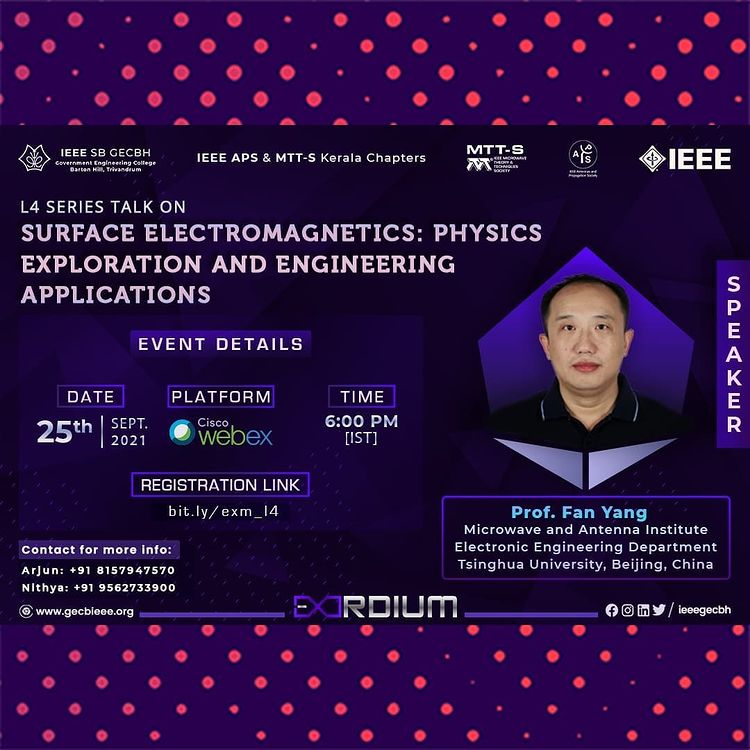 IEEE SB GECBH
Government Engineering College
Barton Hill, Trivandrum
IEEE APS & MTT-S Kerala Chapters
MTT-S
IEEE MICROWAVE
THEORY &
TECHNIQUES
SOCIETY
APS
IEEE Antennas and
Propagation Society
IEEE
L4 SERIES TALK ON
SURFACE ELECTROMAGNETICS: PHYSICS
EXPLORATION AND ENGINEERING
APPLICATIONS
EVENT DETAILS
DATE
25th
SEPT.
2021
PLATFORM
Cisco
webex
TIME
6:00 PM
[IST]
REGISTRATION LINK
bit.ly/exm_l4
SPEAKER
Prof. Fan Yang
Microwave and Antenna Institute
Electronic Engineering Department
Tsinghua University, Beijing, China
Contact for more info:
Arjun: +91 8157947570
Nithya: +91 9562733900
www.gecbieee.org
EXORDIUM
/ ieeegecbh